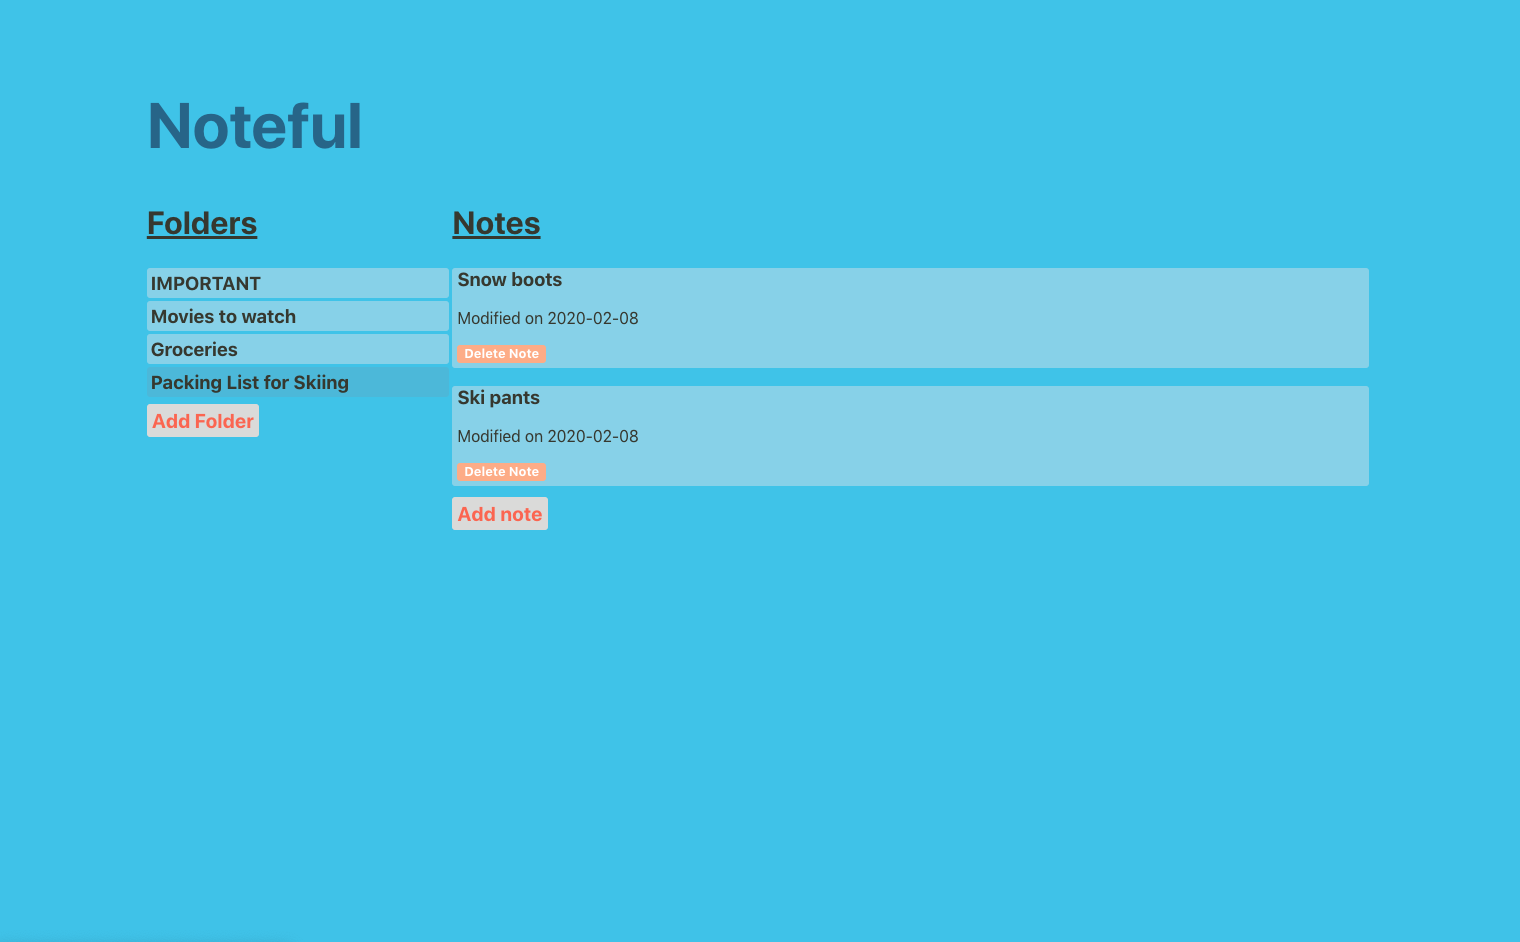 Noteful
Folders
IMPORTANT
Movies to watch
Groceries
Packing List for Skiing
Add Folder
Notes
Snow boots
Modified on 2020-02-08
Delete Note
Ski pants
Modified on 2020-02-08
Delete Note
Add note